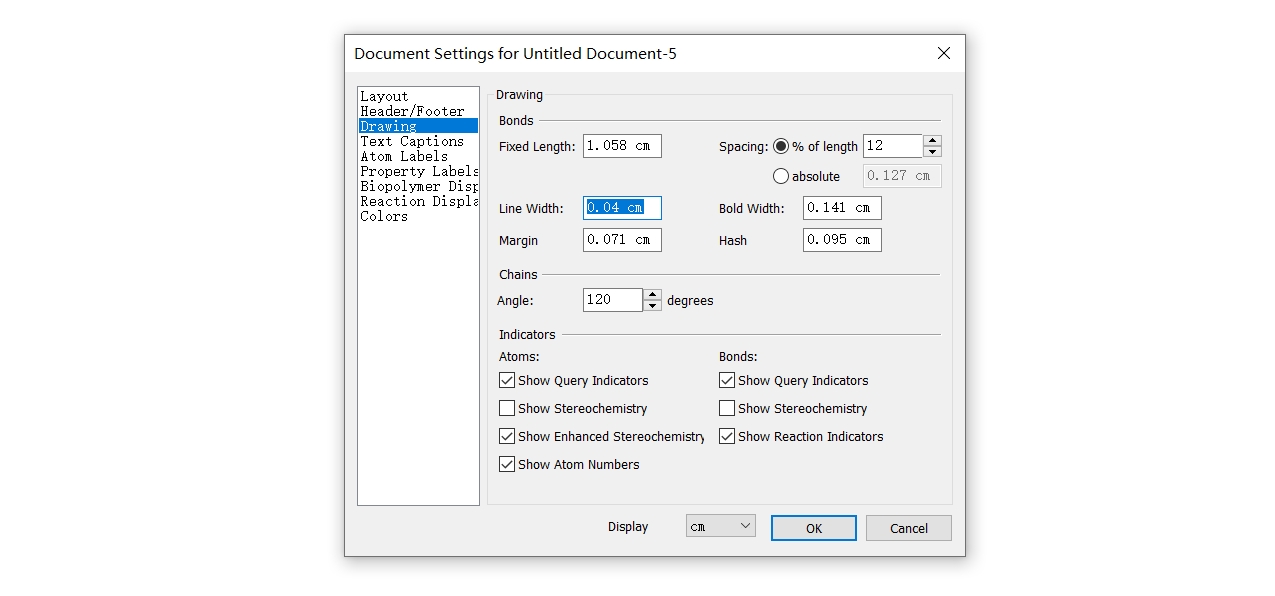 Document Settings for Untitled Document-5
Layout
Header/Footer
Drawing
Text Captions
Atom Labels
Property Labels
Biopolymer Disp
Reaction Displa
Colors
Drawing
Bonds
Fixed Length: 1.058 cm Spacing: % of length 12
absolute 0.127 cm
Line Width: 0.04 cm Bold Width: 0.141 cm
Margin 0.071 cm Hash 0.095 cm
Chains
Angle: 120 degrees
Indicators
Atoms: Bonds:
Show Query Indicators Show Query Indicators
Show Stereochemistry Show Stereochemistry
Show Enhanced Stereochemistry Show Reaction Indicators
Show Atom Numbers
Display cm OK Cancel